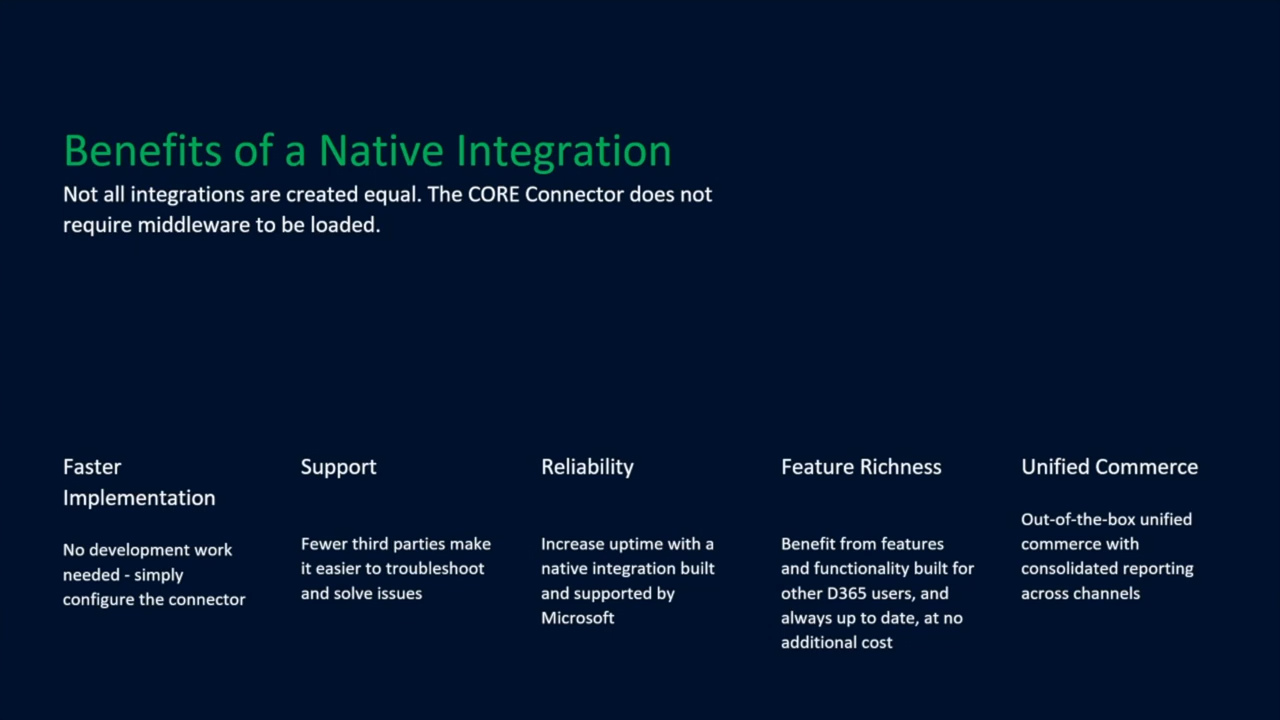 Benefits of a Native Integration
Not all integrations are created equal. The CORE Connector does not
require middleware to be loaded.
Faster
Implementation
No development work
needed - simply
configure the connector
Support
Fewer third parties make
it easier to troubleshoot
and solve issues
Reliability
Increase uptime with a
native integration built
and supported by
Microsoft
Feature Richness
Benefit from features
and functionality built for
other D365 users, and
always up to date, at no
additional cost
Unified Commerce
Out-of-the-box unified
commerce with
consolidated reporting
across channels